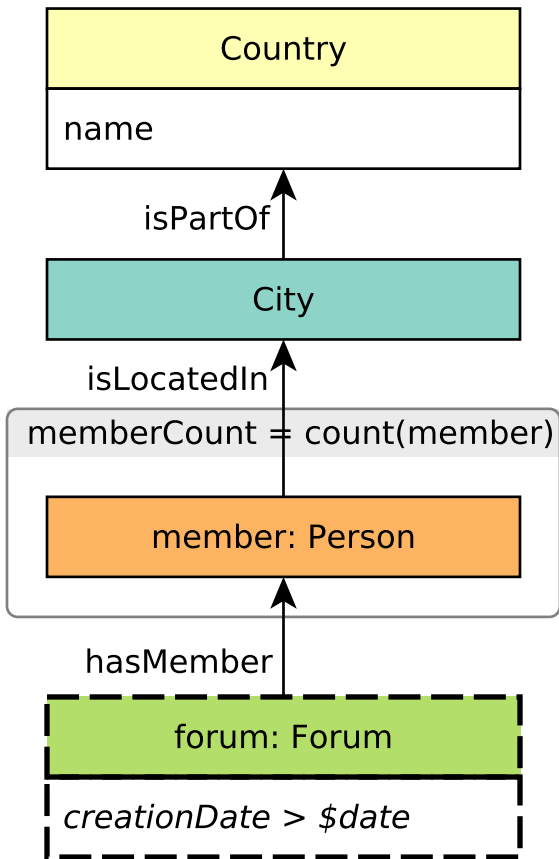 Country
name
isPartOf
City
isLocatedIn
memberCount = count(member)
member: Person
hasMember
forum: Forum
creationDate > $date